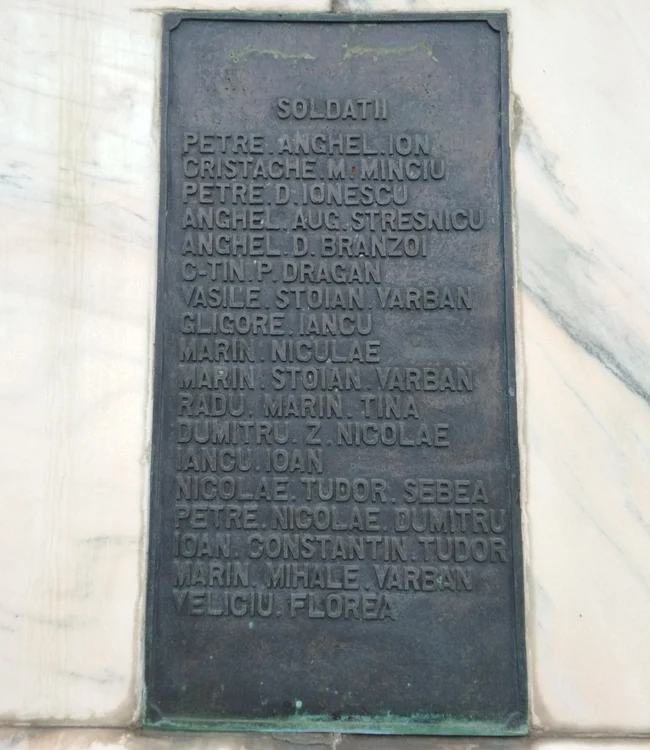 SOLDATII
PETRE. ANGHEL. ION
CRISTACHE. M. MINCIU
PETRE. D. IONESCU
ANGHEL. AUG. STRESNICU
ANGHEL. D. BRANZOI
C-TIN. P. DRAGAN
VASILE. STOIAN. VARBAN
GLIGORE. IANCU
MARIN. NICULAE
MARIN. STOIAN. VARBAN
RADU. MARIN. TINA
DUMITRU. Z. NICOLAE
IANCU. IOAN
NICOLAE. TUDOR. SEBEA
PETRE. NICOLAE. DUMITRU
IOAN. CONSTANTIN. TUDOR
MARIN. MIHALE. VARBAN
VELICIU. FLOREA